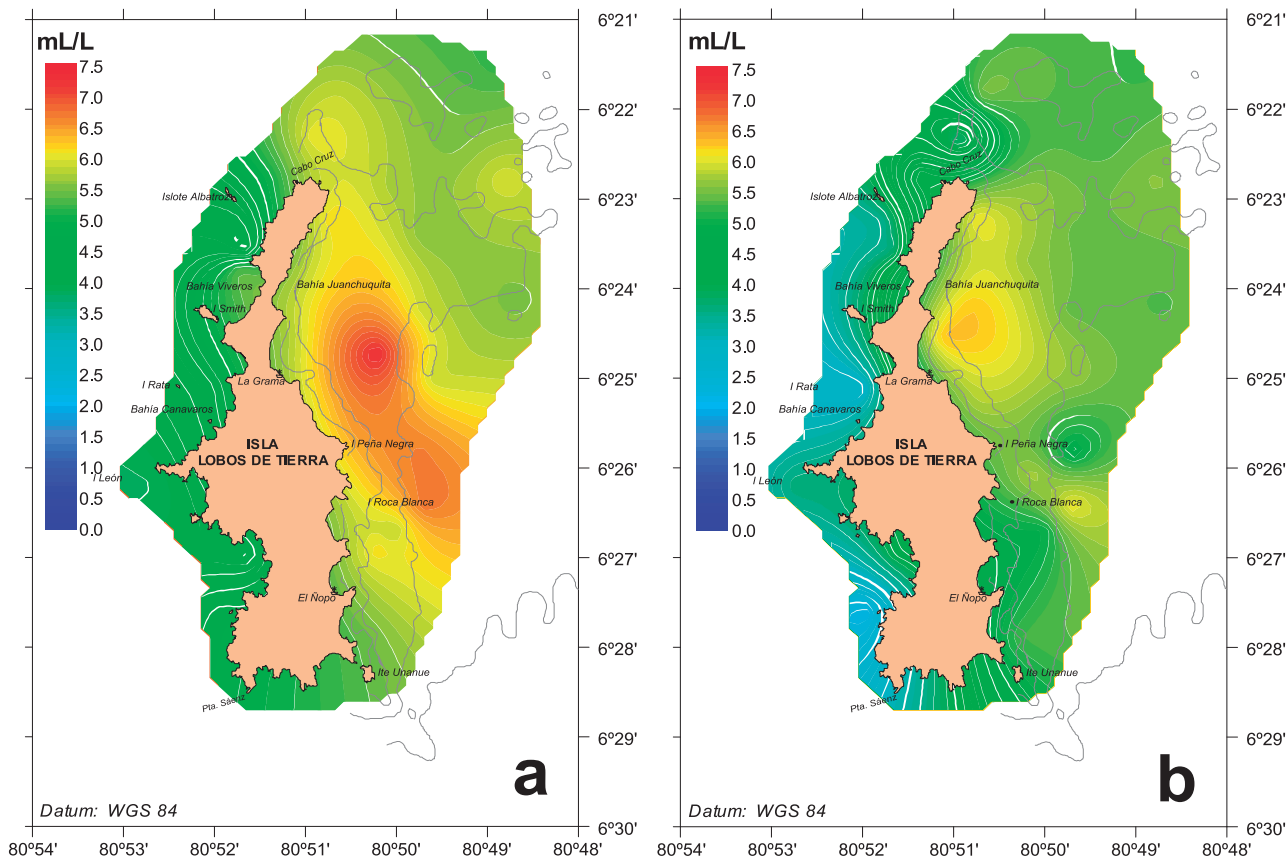 mL/L
7.5
7.0
6.5
6.0
5.5
5.0
4.5
4.0
3.5
3.0
2.5
2.0
1.5
1.0
0.5
0.0
Cabo Cruz
Islote Albatroz
Bahía Viveros
Bahía Juanchuquita
I Smith
La Grama
I Rata
Bahía Canavaros
ISLA
LOBOS DE TIERRA
I Peña Negra
I León
I Roca Blanca
El Ñopo
Ite Unanue
Pta. Sáenz
a
Datum: WGS 84
6°21'
6°22'
6°23'
6°24'
6°25'
6°26'
6°27'
6°28'
6°29'
6°30'
80°54' 80°53' 80°52' 80°51' 80°50' 80°49' 80°48'
mL/L
7.5
7.0
6.5
6.0
5.5
5.0
4.5
4.0
3.5
3.0
2.5
2.0
1.5
1.0
0.5
0.0
Cabo Cruz
Islote Albatroz
Bahía Viveros
Bahía Juanchuquita
I Smith
La Grama
I Rata
Bahía Canavaros
ISLA
LOBOS DE TIERRA
I Peña Negra
I León
I Roca Blanca
El Ñopo
Ite Unanue
Pta. Sáenz
b
Datum: WGS 84
6°21'
6°22'
6°23'
6°24'
6°25'
6°26'
6°27'
6°28'
6°29'
6°30'
80°54' 80°53' 80°52' 80°51' 80°50' 80°49' 80°48'